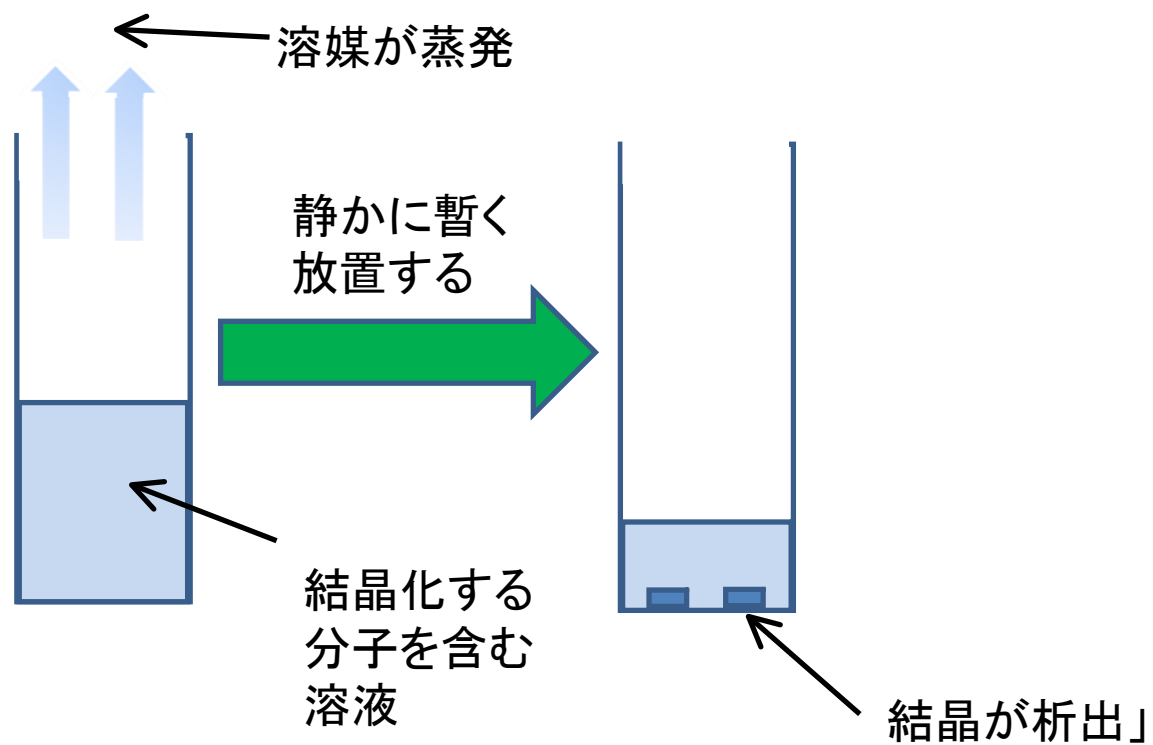 溶媒が蒸発
静かに暫く
放置する
結晶化する
分子を含む
溶液
結晶が析出」